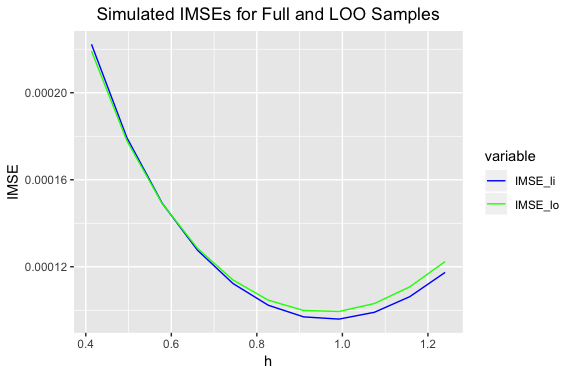 Simulated IMSEs for Full and LOO Samples
0.00020
0.00016
0.00012
IMSE
0.4 0.6 0.8 1.0 1.2
h
variable
IMSE_li
IMSE_lo